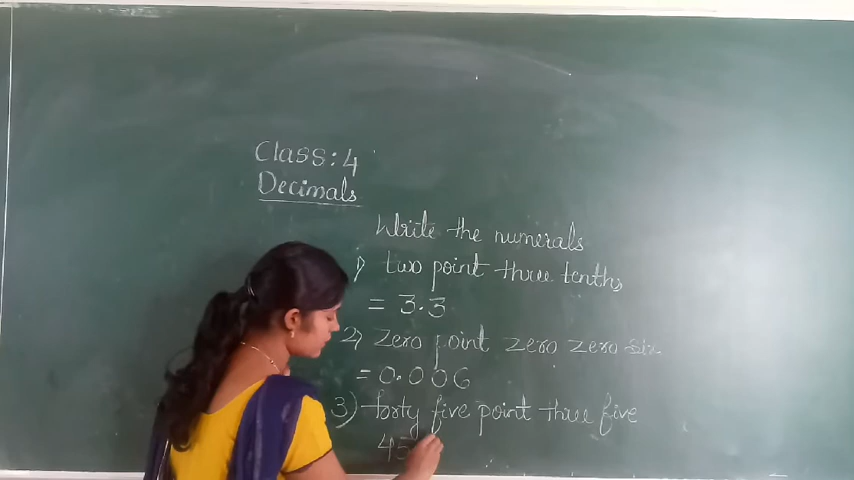 Class: 4
Decimals
Write the numerals
1) two point three tenths
= 3.3
2) Zero point zero zero six
= 0.006
3) forty five point three five
45